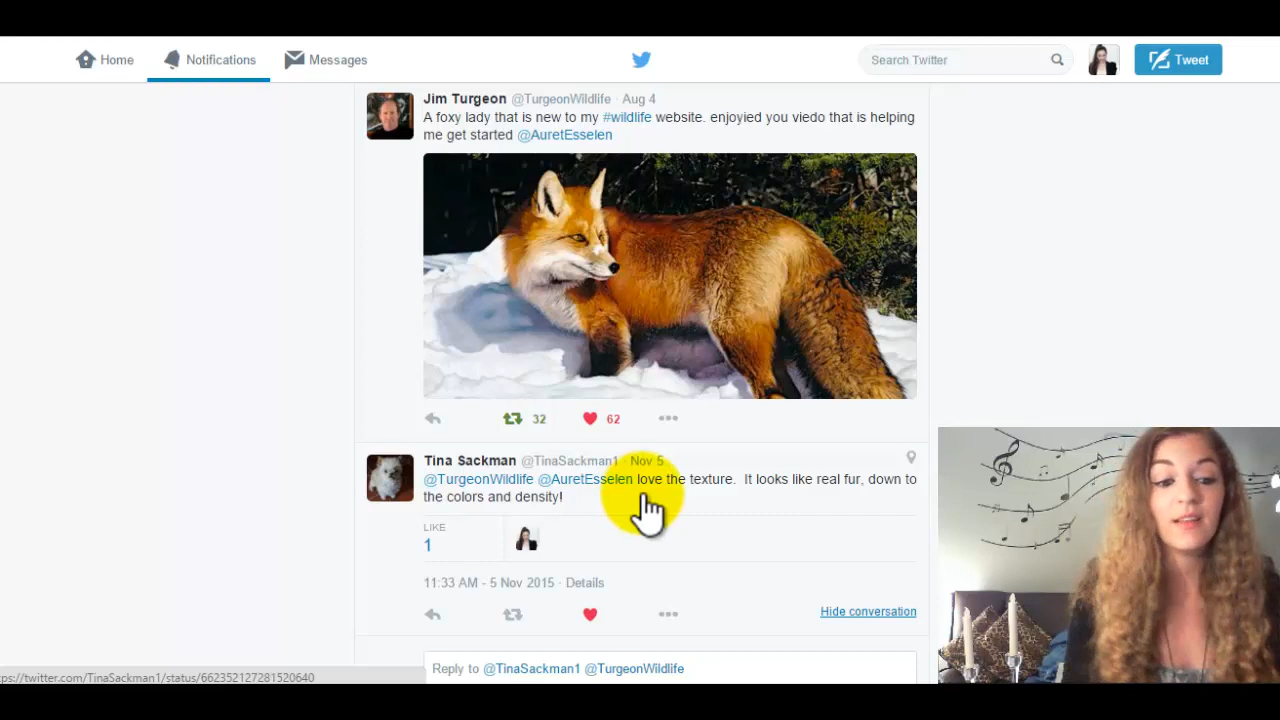 Home
Notifications
Messages
Search Twitter
Tweet
Jim Turgeon @TurgeonWildlife Aug 4
A foxy lady that is new to my #wildlife website. enjoyied you viedo that is helping
me get started @AuretEsselen
32
62
Tina Sackman @TinaSackman1 · Nov 5
@TurgeonWildlife @AuretEsselen love the texture. It looks like real fur, down to
the colors and density!
LIKE
1
11:33 AM - 5 Nov 2015 · Details
Hide conversation
Reply to @TinaSackman1 @TurgeonWildlife
ps://twitter.com/TinaSackman1/status/662352127281520640